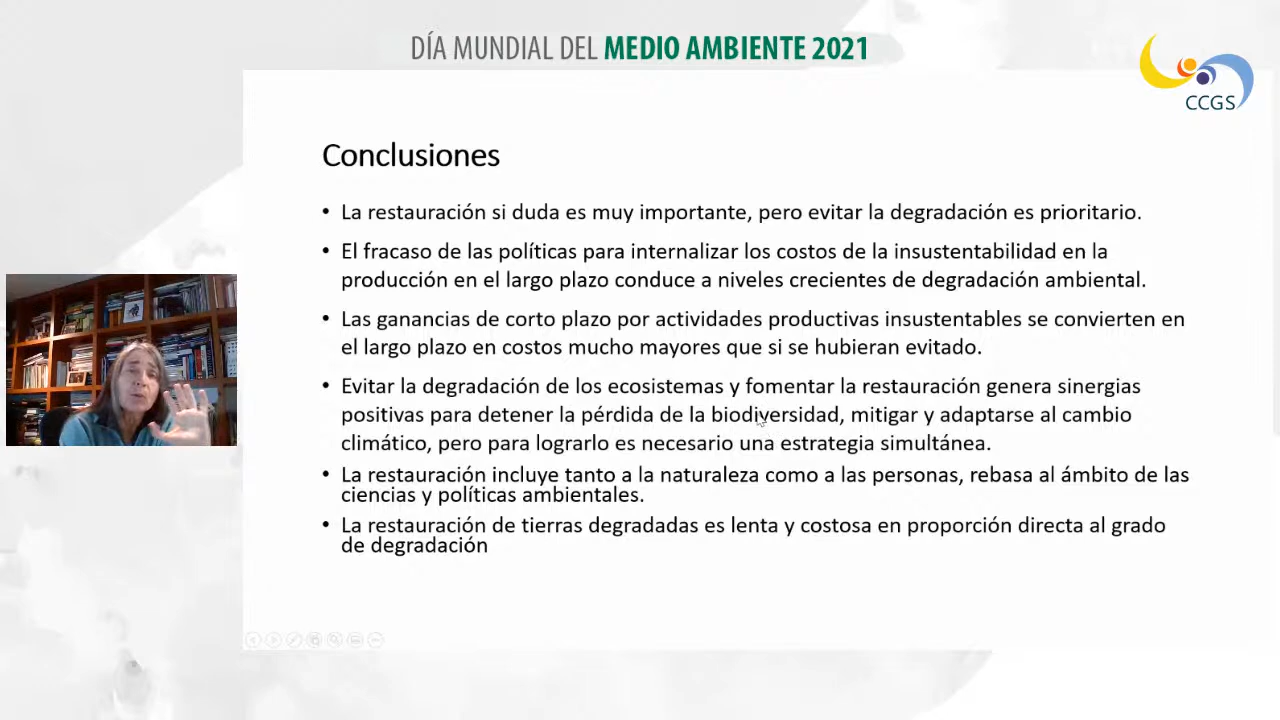 DÍA MUNDIAL DEL MEDIO AMBIENTE 2021
CCGS
Conclusiones
• La restauración si duda es muy importante, pero evitar la degradación es prioritario.
• El fracaso de las políticas para internalizar los costos de la insustentabilidad en la
producción en el largo plazo conduce a niveles crecientes de degradación ambiental.
• Las ganancias de corto plazo por actividades productivas insustentables se convierten en
el largo plazo en costos mucho mayores que si se hubieran evitado.
• Evitar la degradación de los ecosistemas y fomentar la restauración genera sinergias
positivas para detener la pérdida de la biodiversidad, mitigar y adaptarse al cambio
climático, pero para lograrlo es necesario una estrategia simultánea.
• La restauración incluye tanto a la naturaleza como a las personas, rebasa al ámbito de las
ciencias y políticas ambientales.
• La restauración de tierras degradadas es lenta y costosa en proporción directa al grado
de degradación